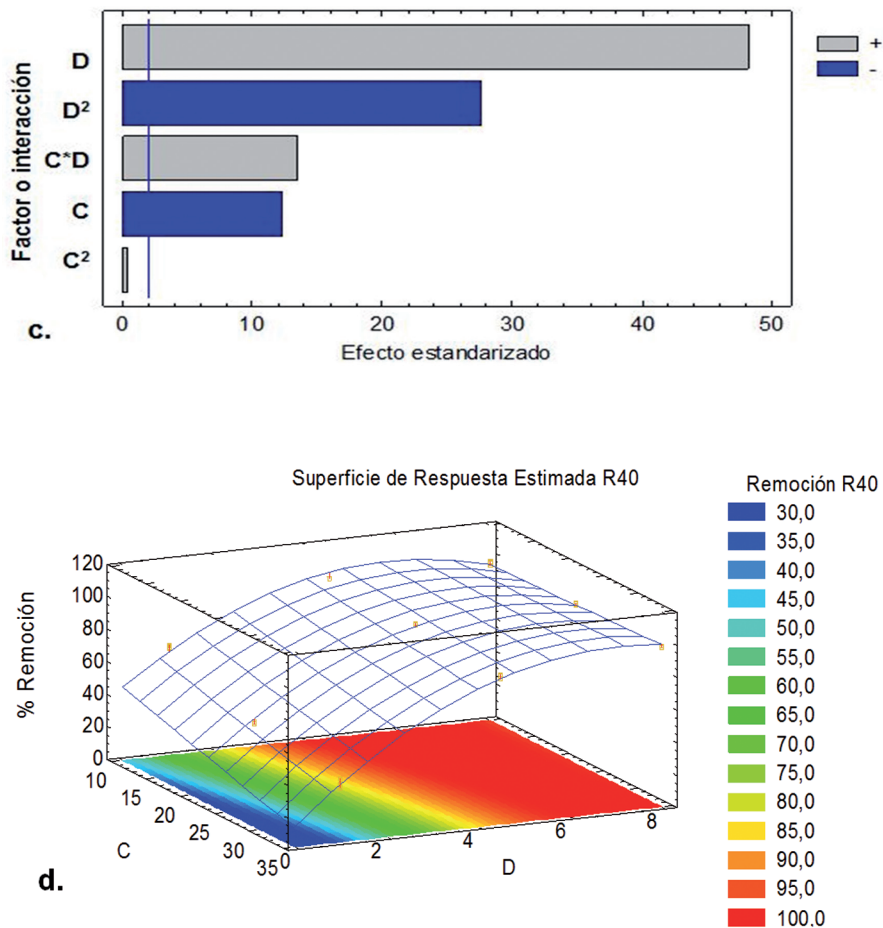 D
D²
C*D
C
C²
Factor o interacción
0 10 20 30 40 50
Efecto estandarizado
+
-
c.
Superficie de Respuesta Estimada R40
% Remoción
120
100
80
60
40
20
0
10
15
20
25
30
35
C
0 2 4 6 8
D
Remoción R40
30,0
35,0
40,0
45,0
50,0
55,0
60,0
65,0
70,0
75,0
80,0
85,0
90,0
95,0
100,0
d.